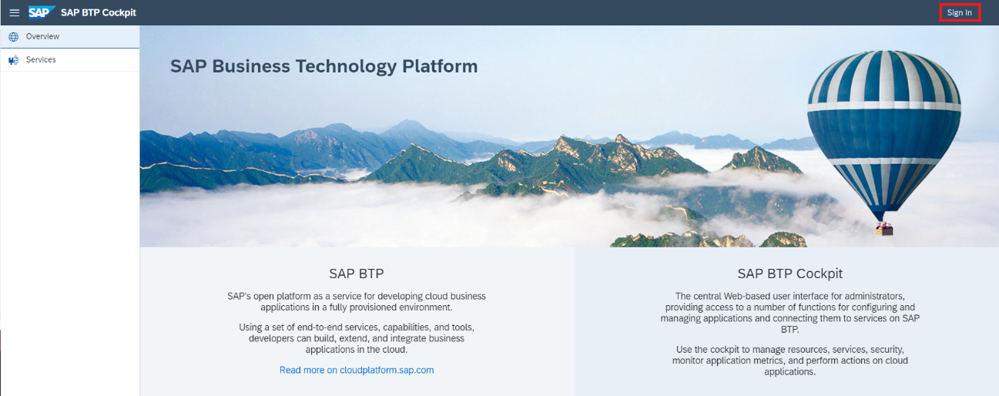 SAP SAP BTP Cockpit
Sign In
Overview
Services
SAP Business Technology Platform
SAP BTP
SAP's open platform as a service for developing cloud business
applications in a fully provisioned environment.
Using a set of end-to-end services, capabilities, and tools,
developers can build, extend, and integrate business
applications in the cloud.
Read more on cloudplatform.sap.com
SAP BTP Cockpit
The central Web-based user interface for administrators,
providing access to a number of functions for configuring and
managing applications and connecting them to services on SAP
BTP.
Use the cockpit to manage resources, services, security,
monitor application metrics, and perform actions on cloud
applications.